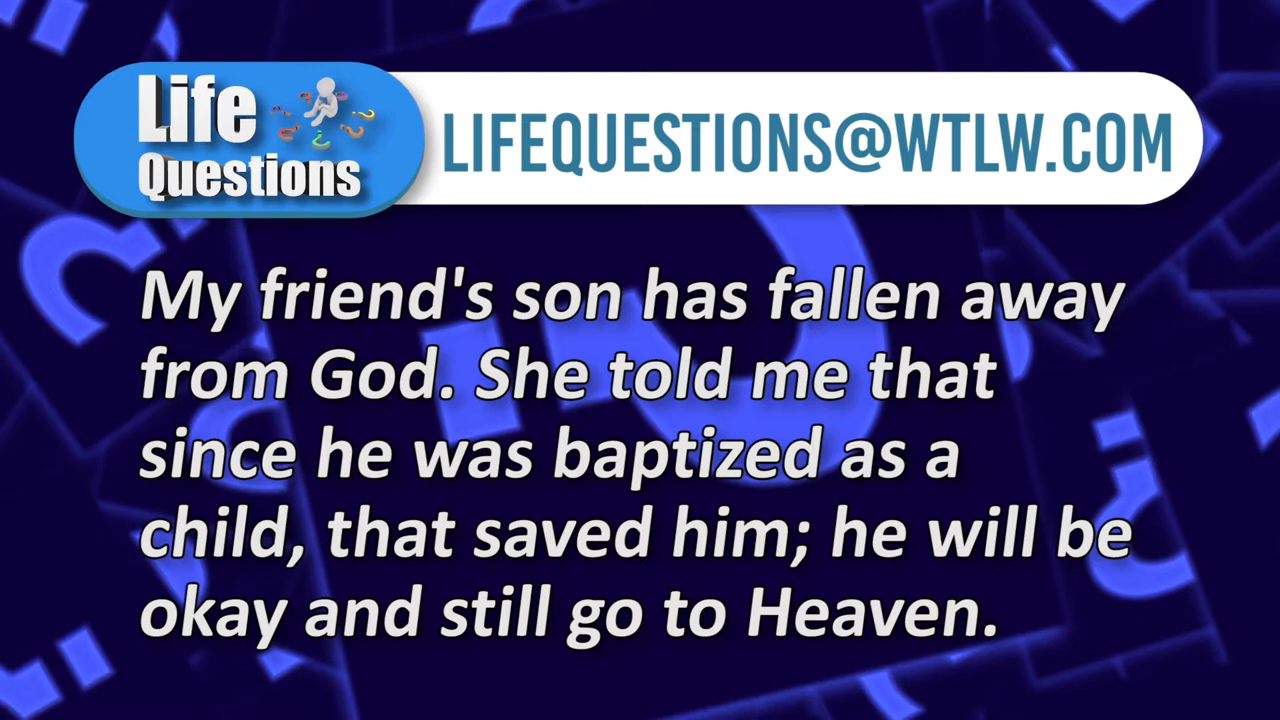 Life
Questions
LIFEQUESTIONS@WTLW.COM
My friend's son has fallen away
from God. She told me that
since he was baptized as a
child, that saved him; he will be
okay and still go to Heaven.